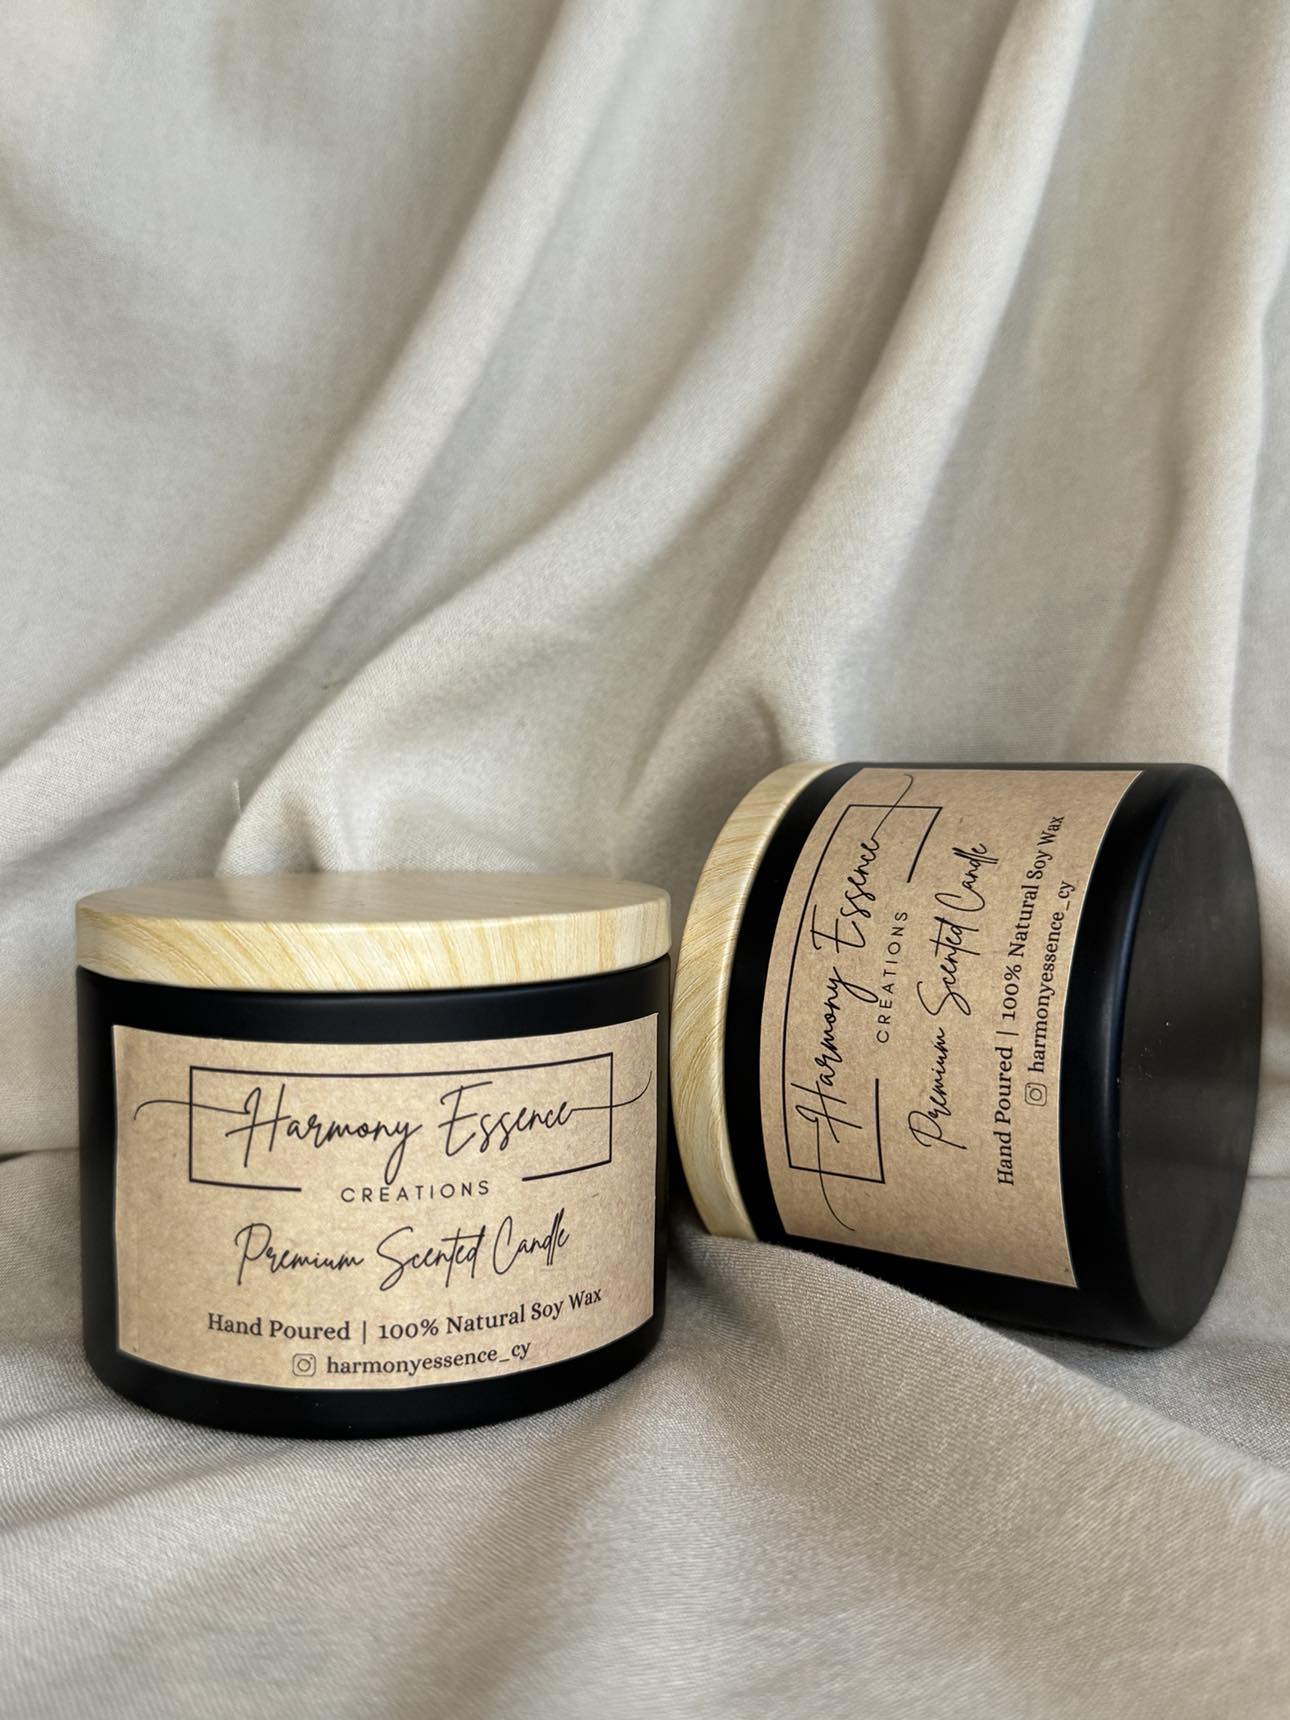 Harmony Essence
CREATIONS
Premium Scented Candle
Hand Poured | 100% Natural Soy Wax
harmonyessence_cy
Harmony Essence
CREATIONS
Premium Scented Candle
Hand Poured | 100% Natural Soy Wax
harmonyessence_cy